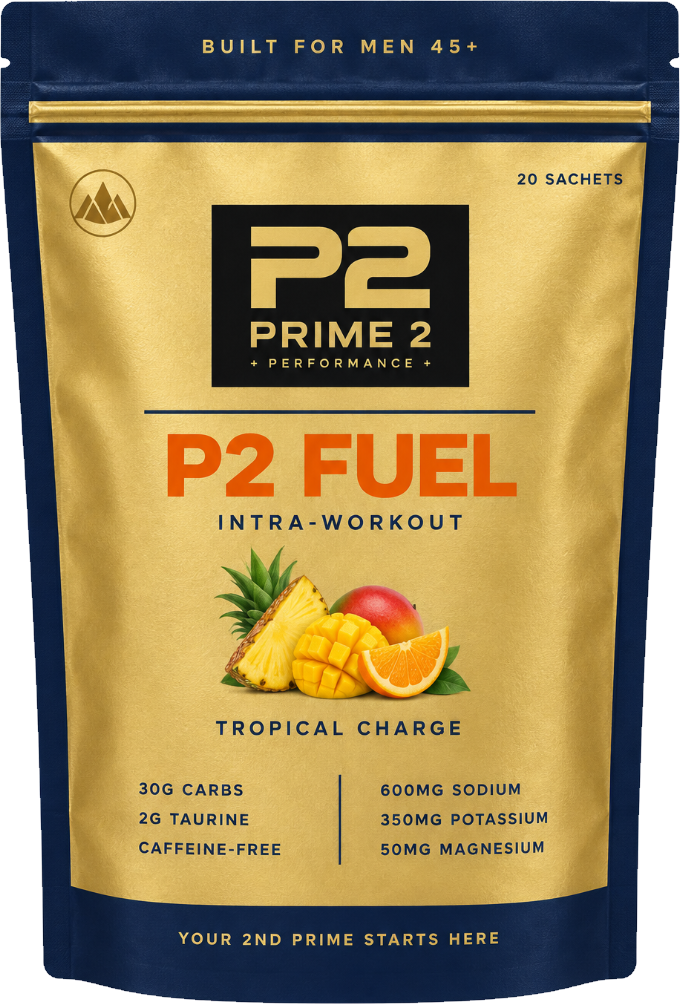 BUILT FOR MEN 45+
20 SACHETS
P2
PRIME 2
+ PERFORMANCE +
P2 FUEL
INTRA-WORKOUT
TROPICAL CHARGE
30G CARBS
2G TAURINE
CAFFEINE-FREE
600MG SODIUM
350MG POTASSIUM
50MG MAGNESIUM
YOUR 2ND PRIME STARTS HERE